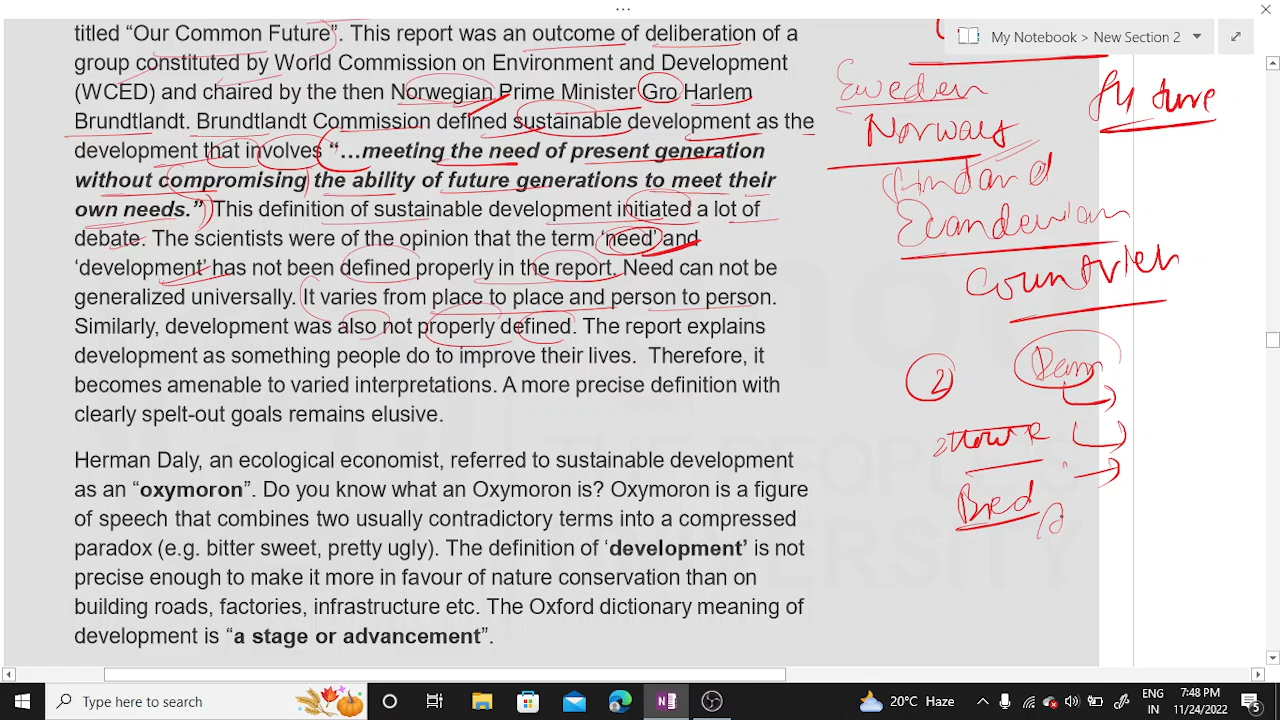 titled “Our Common Future”. This report was an outcome of deliberation of a
group constituted by World Commission on Environment and Development
(WCED) and chaired by the then Norwegian Prime Minister Gro Harlem
Brundtlandt. Brundtlandt Commission defined sustainable development as the
development that involves “…meeting the need of present generation
without compromising the ability of future generations to meet their
own needs.” This definition of sustainable development initiated a lot of
debate. The scientists were of the opinion that the term ‘need’ and
‘development’ has not been defined properly in the report. Need can not be
generalized universally. It varies from place to place and person to person.
Similarly, development was also not properly defined. The report explains
development as something people do to improve their lives. Therefore, it
becomes amenable to varied interpretations. A more precise definition with
clearly spelt-out goals remains elusive.
Herman Daly, an ecological economist, referred to sustainable development
as an “oxymoron”. Do you know what an Oxymoron is? Oxymoron is a figure
of speech that combines two usually contradictory terms into a compressed
paradox (e.g. bitter sweet, pretty ugly). The definition of ‘development’ is not
precise enough to make it more in favour of nature conservation than on
building roads, factories, infrastructure etc. The Oxford dictionary meaning of
development is “a stage or advancement”.
THE PEOPLE'S
UNIVERSITY
My Notebook > New Section 2
future
Sweden
Norway
Finland
Countries
2
Type here to search
20°C Haze
ENG
IN
7:48 PM
11/24/2022
5